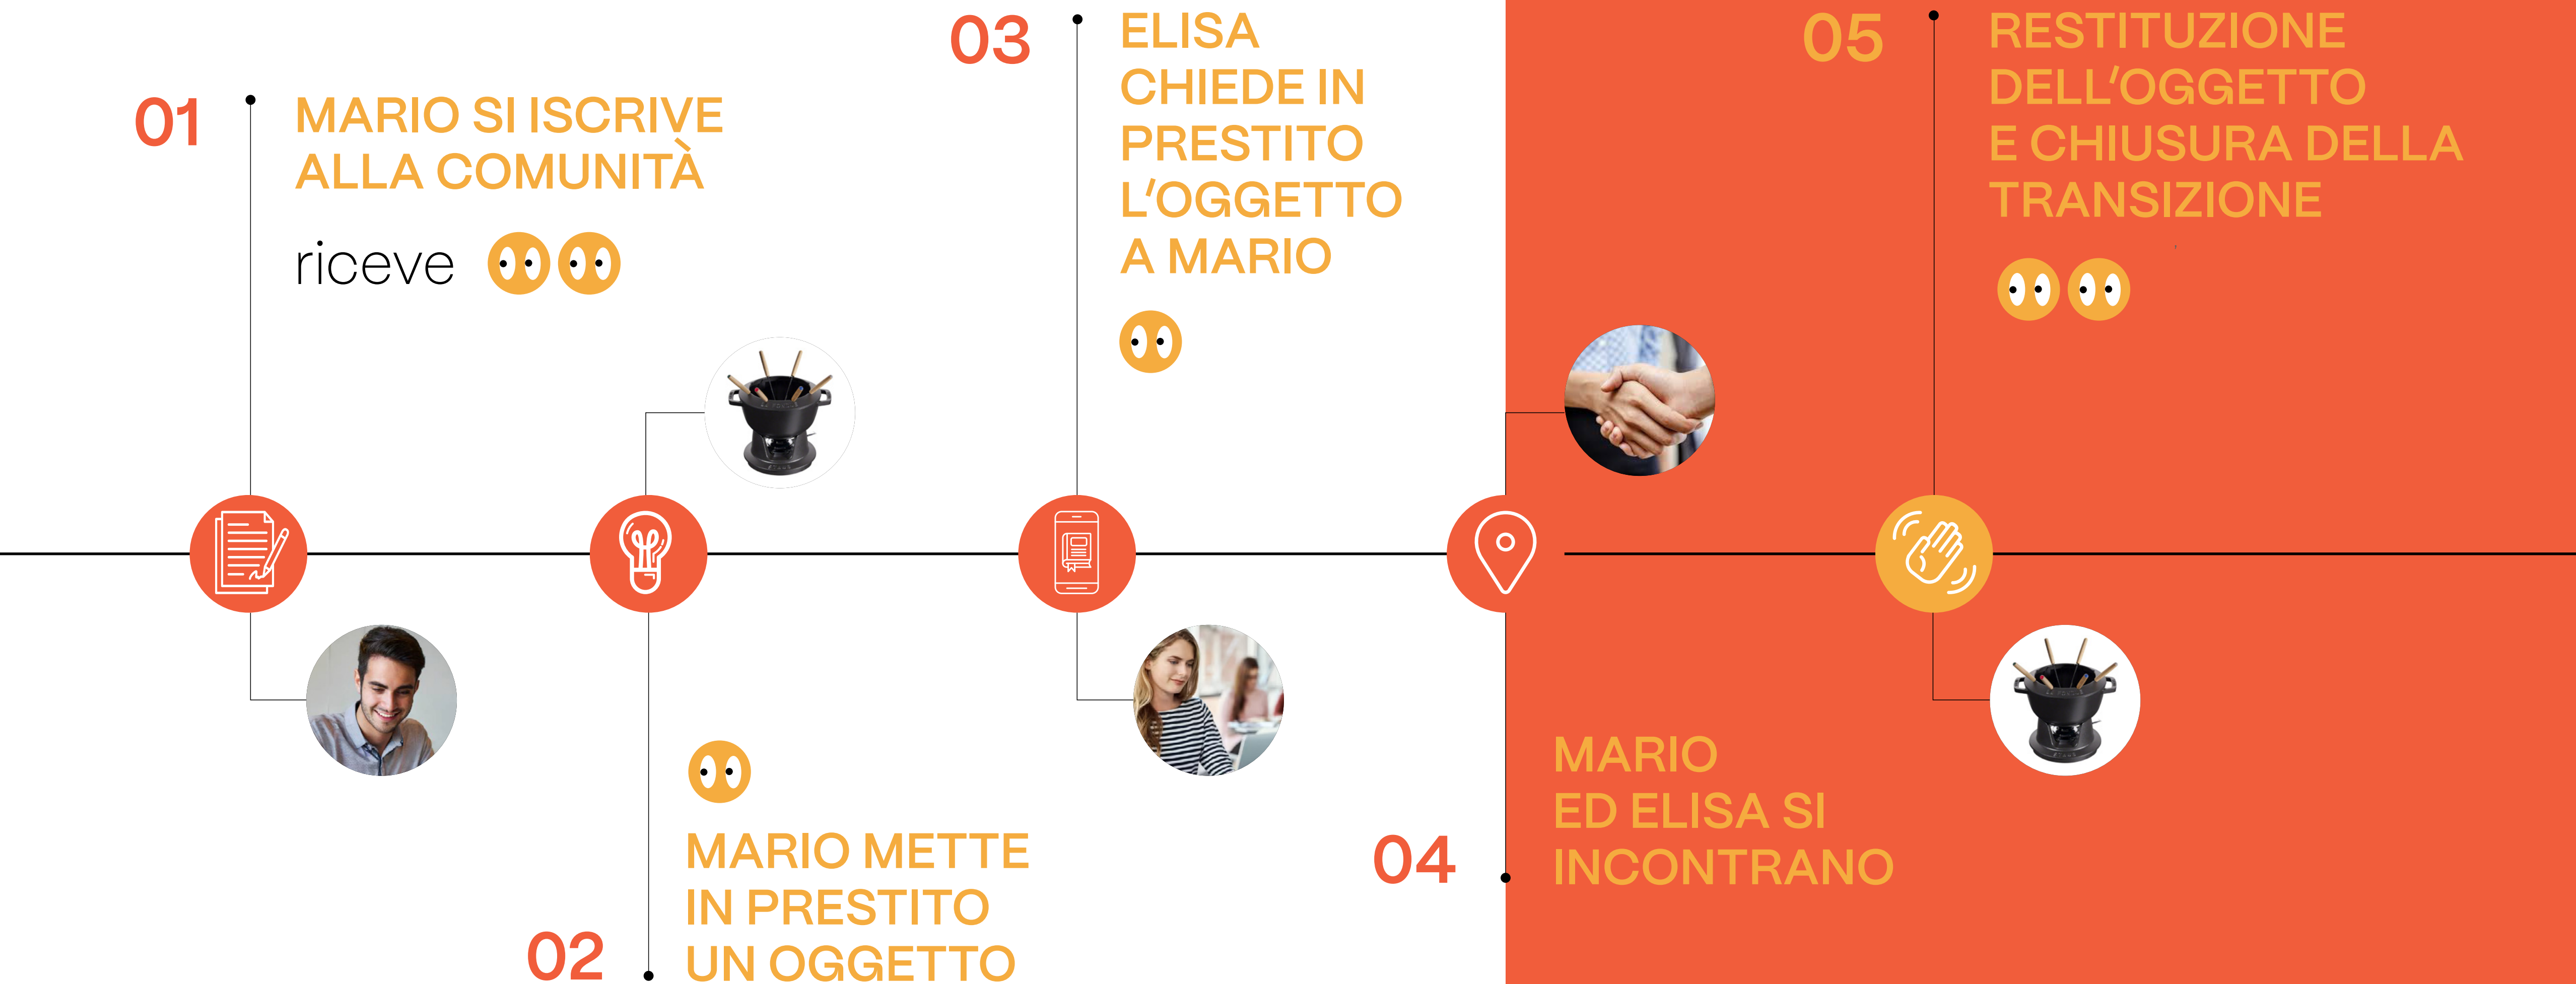 01
MARIO SI ISCRIVE
ALLA COMUNITÀ
riceve
02
MARIO METTE
IN PRESTITO
UN OGGETTO
03
ELISA
CHIEDE IN
PRESTITO
L'OGGETTO
A MARIO
04
MARIO
ED ELISA SI
INCONTRANO
05
RESTITUZIONE
DELL'OGGETTO
E CHIUSURA DELLA
TRANSIZIONE